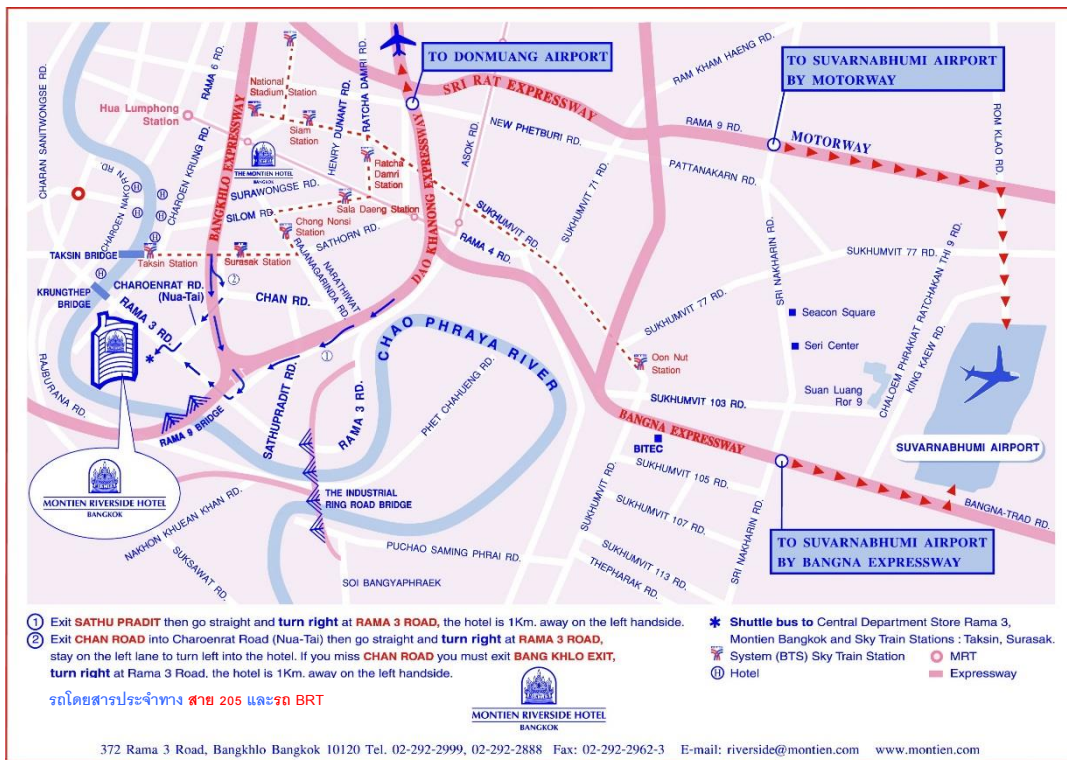 TO DONMUANG AIRPORT
TO SUVARNABHUMI AIRPORT
BY MOTORWAY
CHARAN SANITWONGSE RD.
RAMA 6 RD.
National
Stadium Station
Hua Lumphong
Station
Siam
Station
HENRY DUNANT RD.
RATCHA DAMRI RD.
SRI RAT EXPRESSWAY
RAM KHAM HAENG RD.
ROM KLAO RD.
NEW PHETBURI RD.
RAMA 9 RD.
MOTORWAY
ASOK RD.
PATTANAKARN RD.
THE MONTIEN HOTEL
BANGKOK
Ratcha
Damri
Station
BANGKHLO EXPRESSWAY
CHAROEN KRUNG RD.
CHAROEN NAKORN RD.
SURAWONGSE RD.
SILOM RD.
Sala Daeng Station
Chong Nonsi
Station
SATHORN RD.
DAO KHANONG EXPRESSWAY
SUKHUMVIT RD.
SUKHUMVIT 71 RD.
RAMA 4 RD.
SUKHUMVIT 77 RD.
TAKSIN BRIDGE
Taksin Station
Surasak Station
NARATHIWAT
RAJANAGARINDA RD.
KRUNGTHEP
BRIDGE
CHAROENRAT RD.
(Nua-Tai)
2
CHAN RD.
RAMA 3 RD.
SRI NAKHARIN RD.
SUKHUMVIT 77 RD.
CHALOEM PHRAKIAT RATCHAKAN THI 9 RD.
KING KAEW RD.
Seacon Square
Seri Center
Suan Luang
Ror 9
CHAO PHRAYA RIVER
1
Oon Nut
Station
RAJBURANA RD.
RAMA 9 BRIDGE
SATHUPRADIT RD.
RAMA 3 RD.
PHET CHAHUENG RD.
SUKHUMVIT 103 RD.
BANGNA EXPRESSWAY
BITEC
SUVARNABHUMI AIRPORT
MONTIEN RIVERSIDE HOTEL
BANGKOK
THE INDUSTRIAL
RING ROAD BRIDGE
SUKHUMVIT RD.
SUKHUMVIT 105 RD.
SUKHUMVIT 107 RD.
SUKHUMVIT 113 RD.
THEPHARAK RD.
SRI NAKHARIN RD.
BANGNA-TRAD RD.
NAKHON KHUEAN KHAN RD.
SUKSAWAT RD.
PUCHAO SAMING PHRAI RD.
SOI BANGYAPHRAEK
TO SUVARNABHUMI AIRPORT
BY BANGNA EXPRESSWAY
1 Exit SATHU PRADIT then go straight and turn right at RAMA 3 ROAD, the hotel is 1Km. away on the left handside.
2 Exit CHAN ROAD into Charoenrat Road (Nua-Tai) then go straight and turn right at RAMA 3 ROAD,
stay on the left lane to turn left into the hotel. If you miss CHAN ROAD you must exit BANG KHLO EXIT,
turn right at Rama 3 Road, the hotel is 1Km. away on the left handside.
รถโดยสารประจำทาง สาย 205 และรถ BRT
* Shuttle bus to Central Department Store Rama 3,
Montien Bangkok and Sky Train Stations : Taksin, Surasak.
System (BTS) Sky Train Station
MRT
H Hotel
Expressway
MONTIEN RIVERSIDE HOTEL
BANGKOK
372 Rama 3 Road, Bangkhlo Bangkok 10120 Tel. 02-292-2999, 02-292-2888 Fax: 02-292-2962-3 E-mail: riverside@montien.com www.montien.com